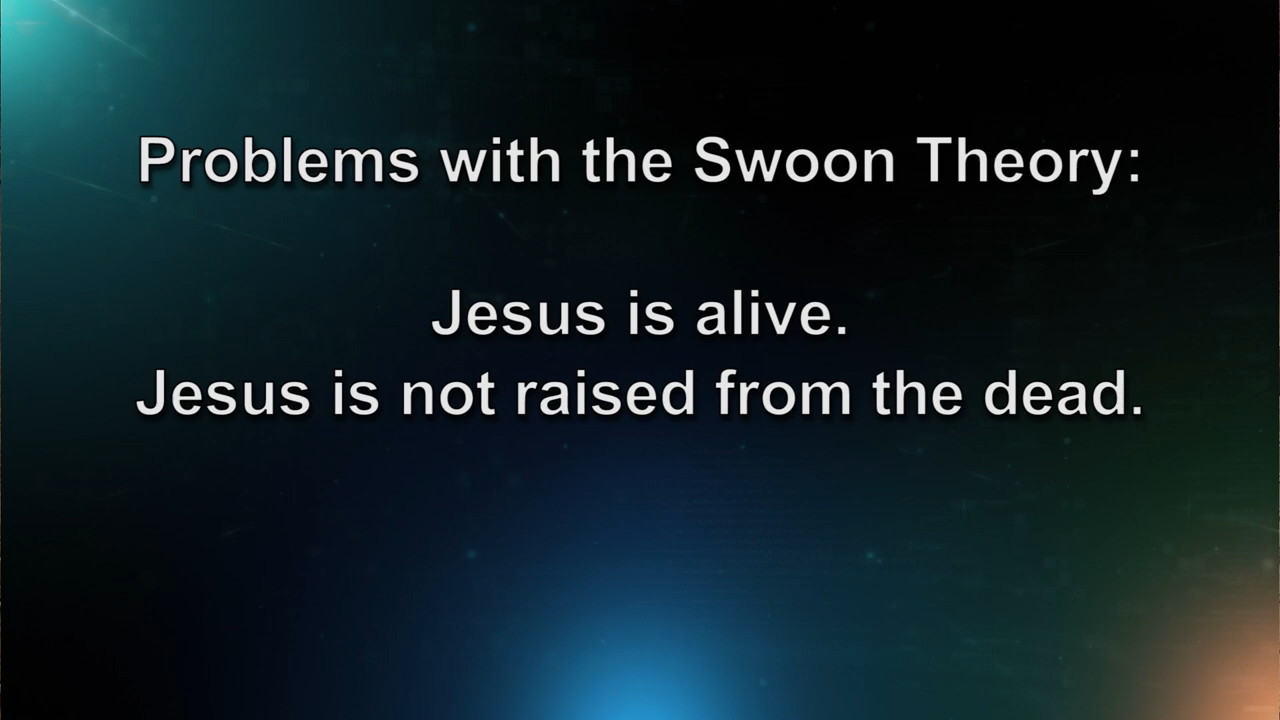 Problems with the Swoon Theory:
Jesus is alive.
Jesus is not raised from the dead.